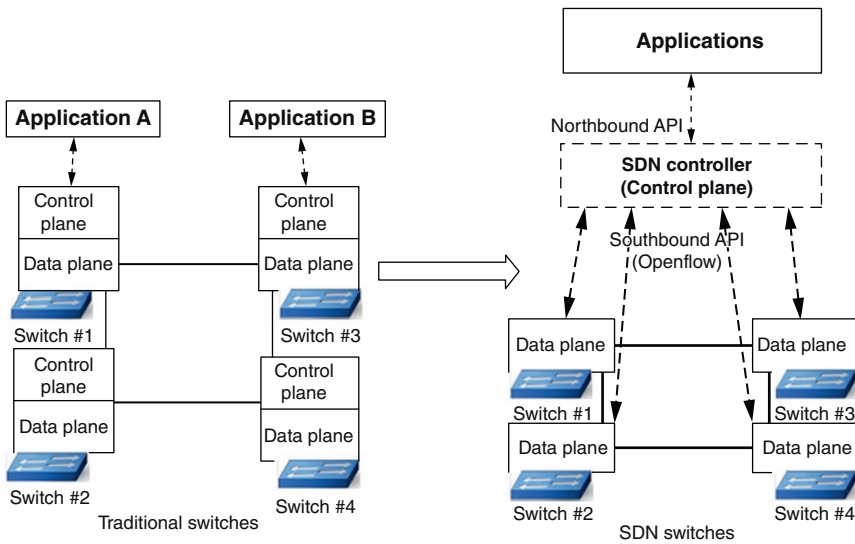 Application A
Application B
Control
plane
Data plane
Switch #1
Control
plane
Data plane
Switch #3
Control
plane
Data plane
Switch #2
Control
plane
Data plane
Switch #4
Traditional switches
Applications
Northbound API
SDN controller
(Control plane)
Southbound API
(Openflow)
Data plane
Switch #1
Data plane
Switch #3
Data plane
Switch #2
Data plane
Switch #4
SDN switches